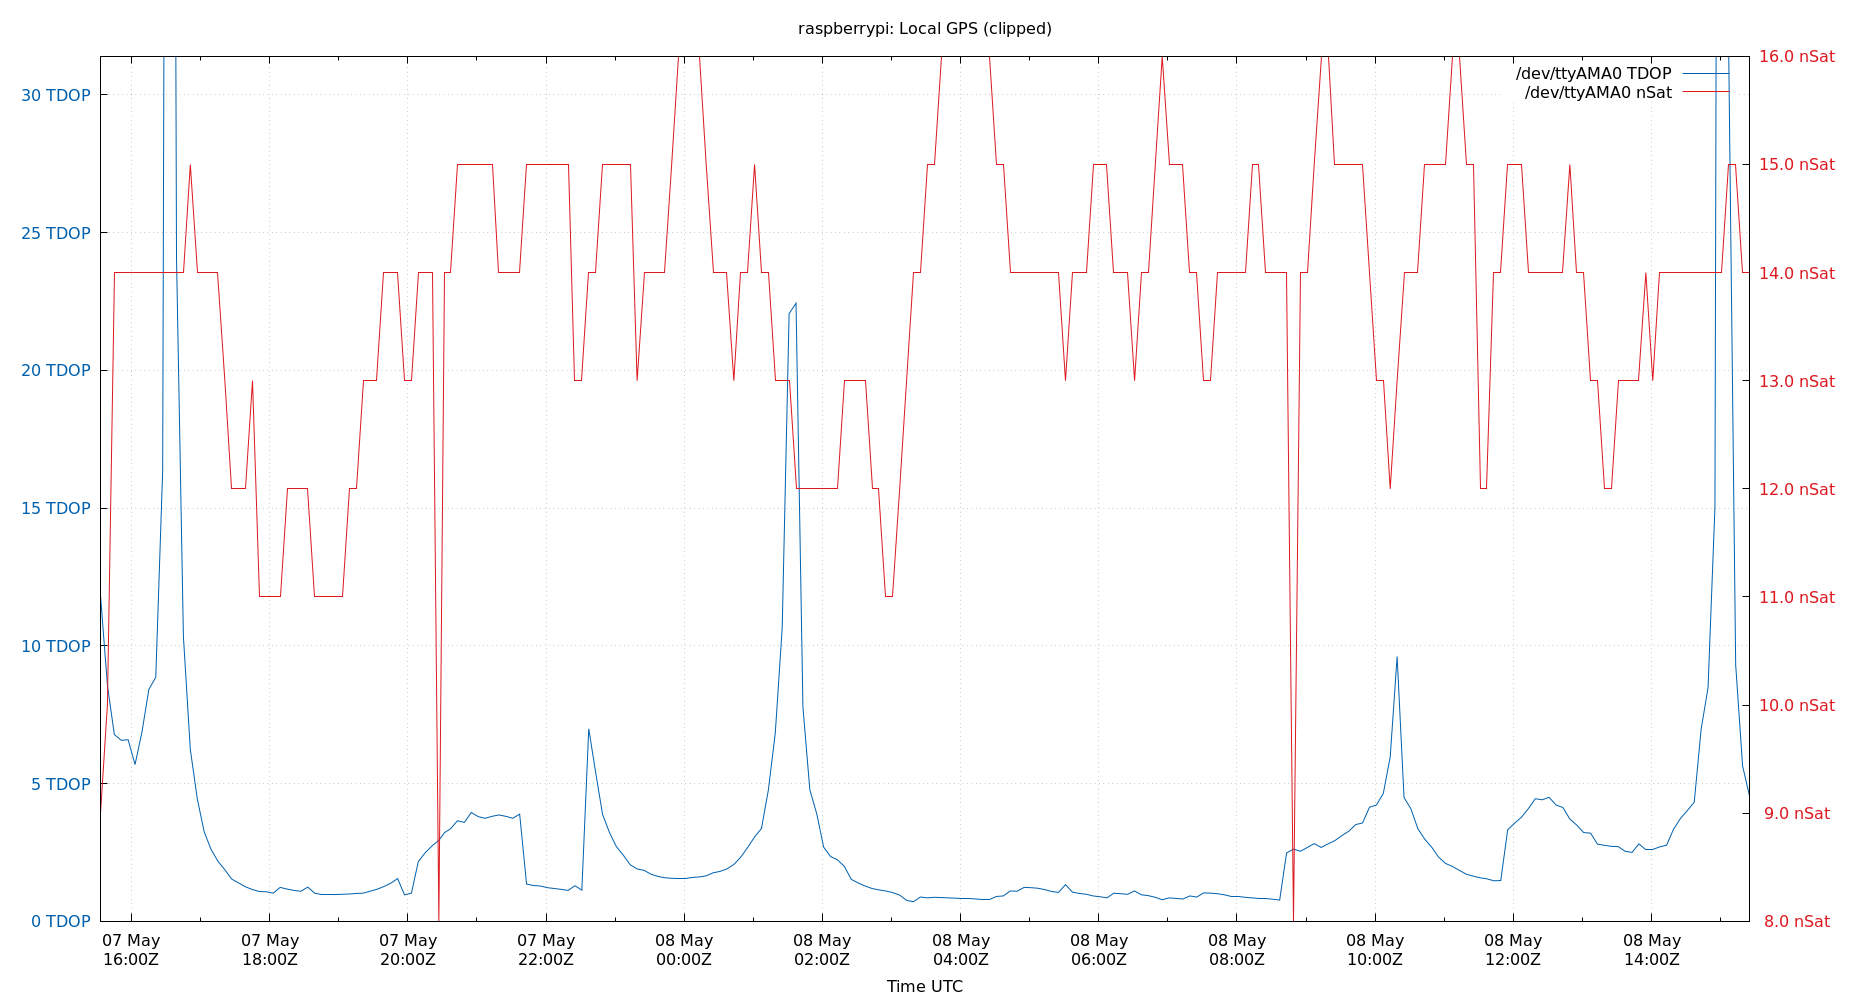 raspberrypi: Local GPS (clipped)
/dev/ttyAMA0 TDOP
/dev/ttyAMA0 nSat
30 TDOP
25 TDOP
20 TDOP
15 TDOP
10 TDOP
5 TDOP
0 TDOP
16.0 nSat
15.0 nSat
14.0 nSat
13.0 nSat
12.0 nSat
11.0 nSat
10.0 nSat
9.0 nSat
8.0 nSat
07 May
16:00Z
07 May
18:00Z
07 May
20:00Z
07 May
22:00Z
08 May
00:00Z
08 May
02:00Z
08 May
04:00Z
08 May
06:00Z
08 May
08:00Z
08 May
10:00Z
08 May
12:00Z
08 May
14:00Z
Time UTC